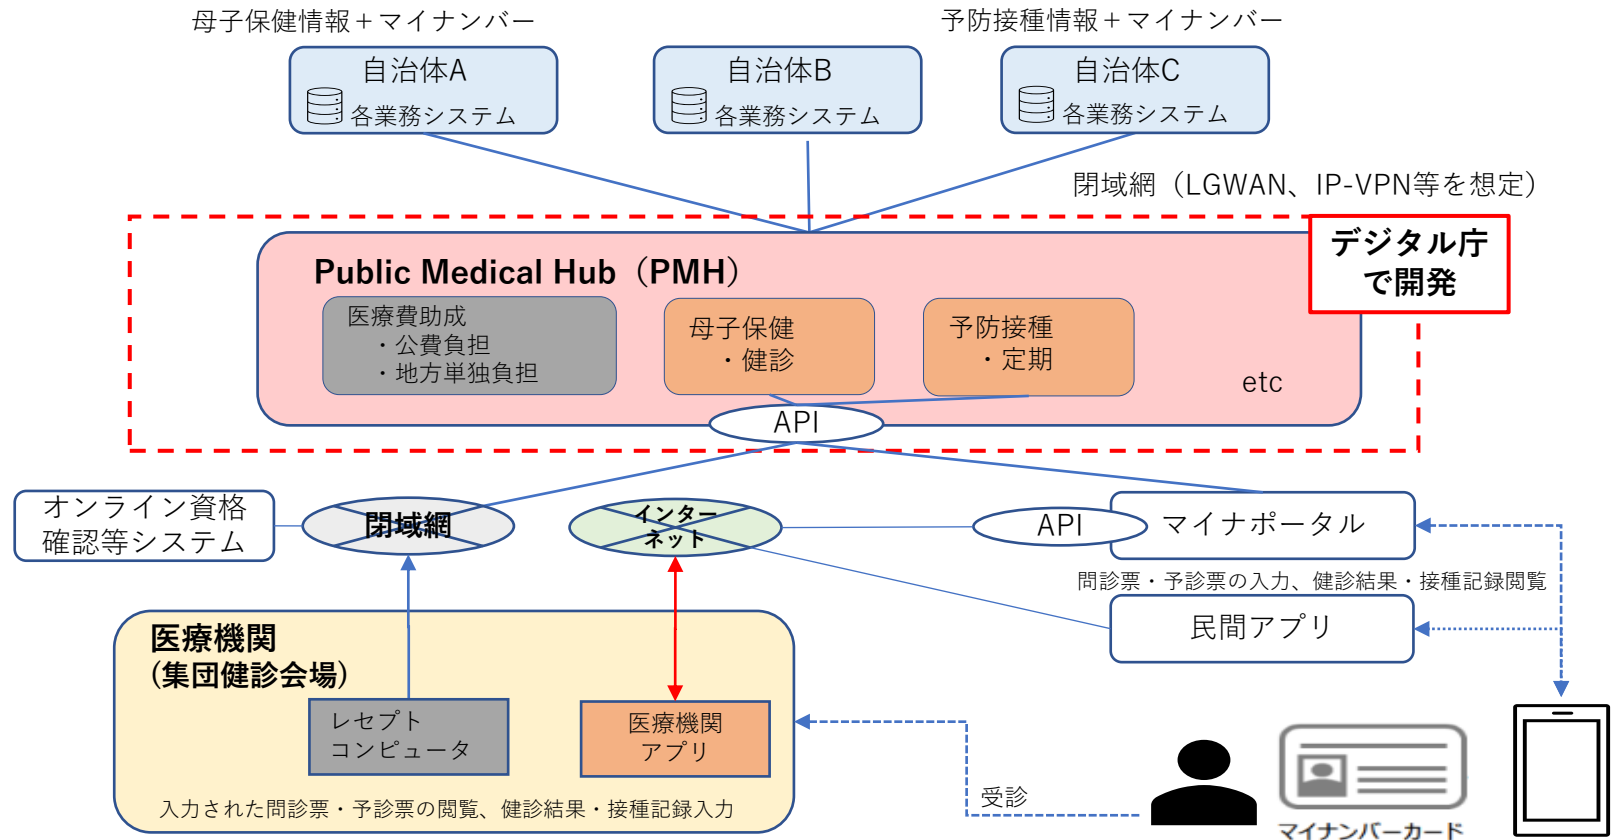 母子保健情報＋マイナンバー
予防接種情報＋マイナンバー
自治体A
各業務システム
自治体B
各業務システム
自治体C
各業務システム
閉域網（LGWAN、IP-VPN等を想定）
デジタル庁
で開発
Public Medical Hub（PMH）
医療費助成
・公費負担
・地方単独負担
母子保健
・健診
予防接種
・定期
etc
API
オンライン資格
確認等システム
閉域網
インター
ネット
API
マイナポータル
問診票・予診票の入力、健診結果・接種記録閲覧
民間アプリ
医療機関
(集団健診会場)
レセプト
コンピュータ
医療機関
アプリ
入力された問診票・予診票の閲覧、健診結果・接種記録入力
受診
マイナンバーカード